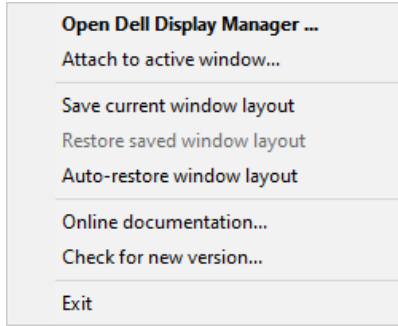 Open Dell Display Manager ...
Attach to active window...
Save current window layout
Restore saved window layout
Auto-restore window layout
Online documentation...
Check for new version...
Exit